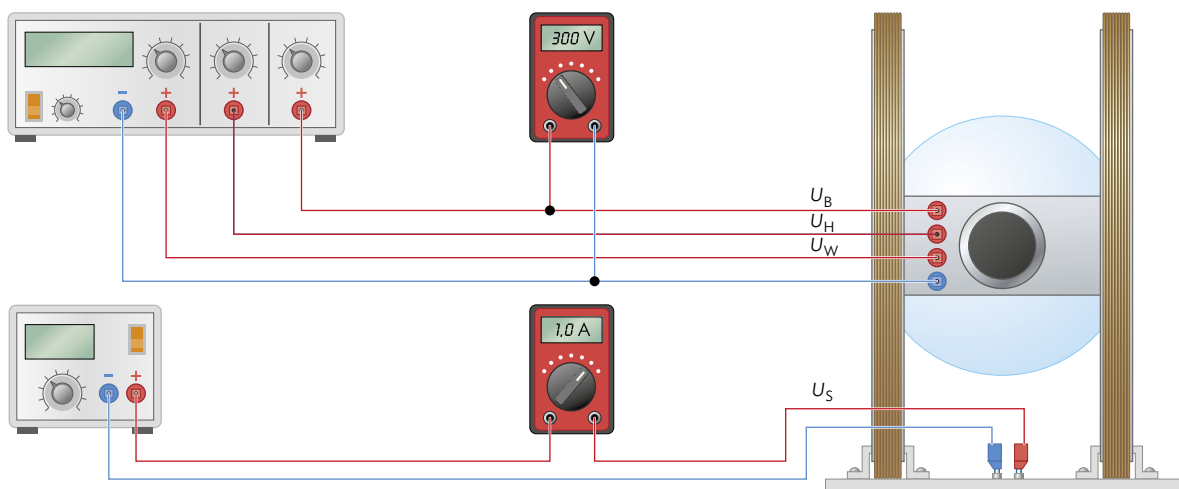 300 V
− + + +
U_B
U_H
U_W
1,0 A
− +
U_S